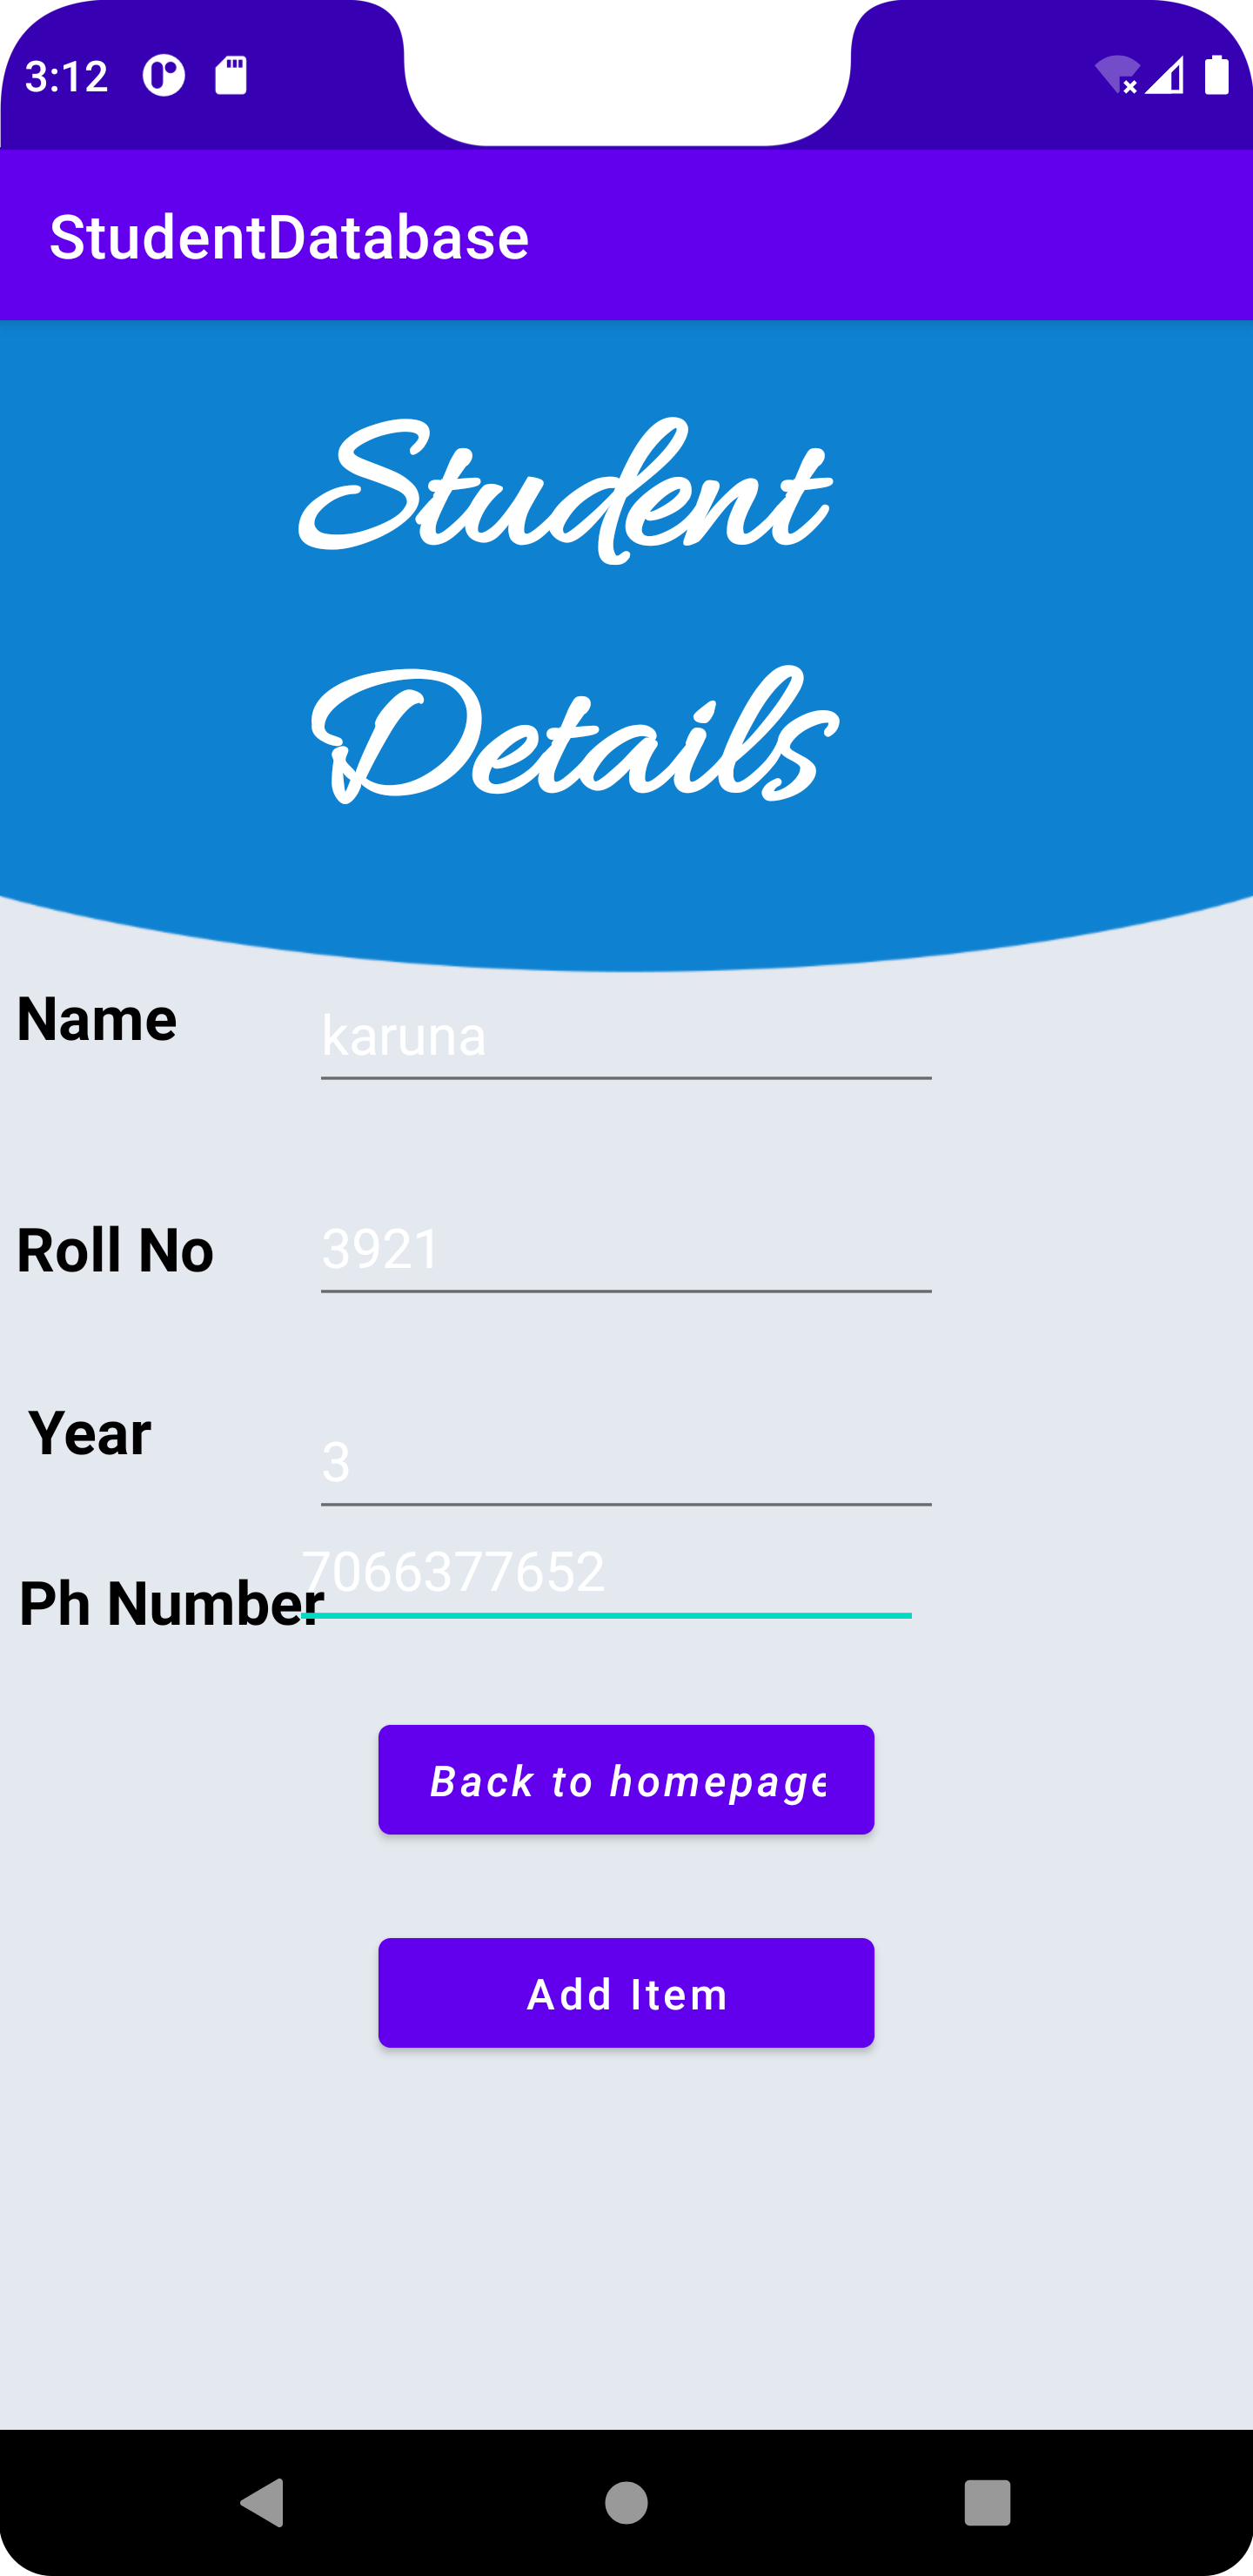 3:12
StudentDatabase
Student
Details
Name
karuna
Roll No
3921
Year
3
7066377652
Ph Number
Back to homepage
Add Item